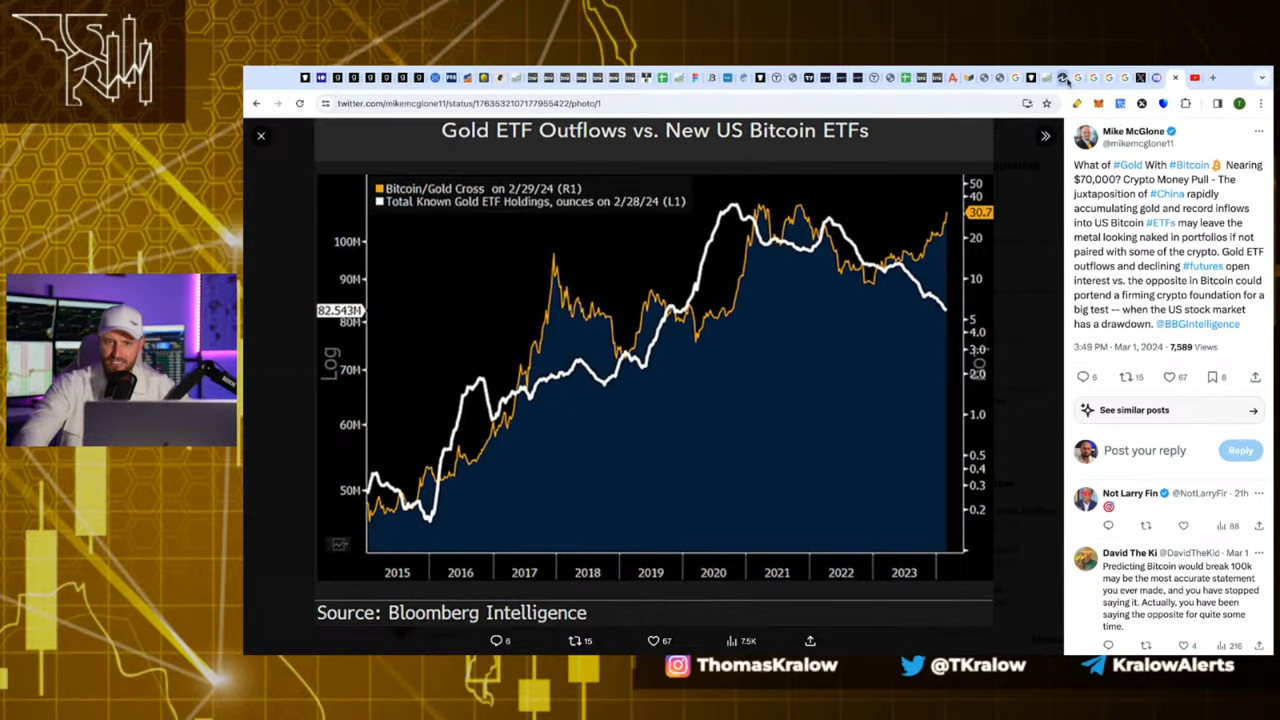 twitter.com/mikemcglone11/status/1763532107177955422/photo/1
Gold ETF Outflows vs. New US Bitcoin ETFs
Bitcoin/Gold Cross on 2/29/24 (R1)
Total Known Gold ETF Holdings, ounces on 2/28/24 (L1)
100M
90M
82.543M
80M
70M
60M
50M
Log
50
40
30.7
20
10
5
4.0
3.0
2.0
1.0
0.5
0.4
0.3
0.2
2015 2016 2017 2018 2019 2020 2021 2022 2023
Source: Bloomberg Intelligence
6 15 67 7.5K
Mike McGlone
@mikemcglone11
What of #Gold With #Bitcoin Nearing
$70,000? Crypto Money Pull - The
juxtaposition of #China rapidly
accumulating gold and record inflows
into US Bitcoin #ETFs may leave the
metal looking naked in portfolios if not
paired with some of the crypto. Gold ETF
outflows and declining #futures open
interest vs. the opposite in Bitcoin could
portend a firming crypto foundation for a
big test -- when the US stock market
has a drawdown. @BBGIntelligence
3:49 PM · Mar 1, 2024 · 7,589 Views
6 15 67 8
See similar posts
Post your reply
Reply
Not Larry Fin @NotLarryFir · 21h
88
David The Ki @DavidTheKid · Mar 1
Predicting Bitcoin would break 100k
may be the most accurate statement
you ever made, and you have stopped
saying it. Actually, you have been
saying the opposite for quite some
time.
4 216
ThomasKralow @TKralow KralowAlerts